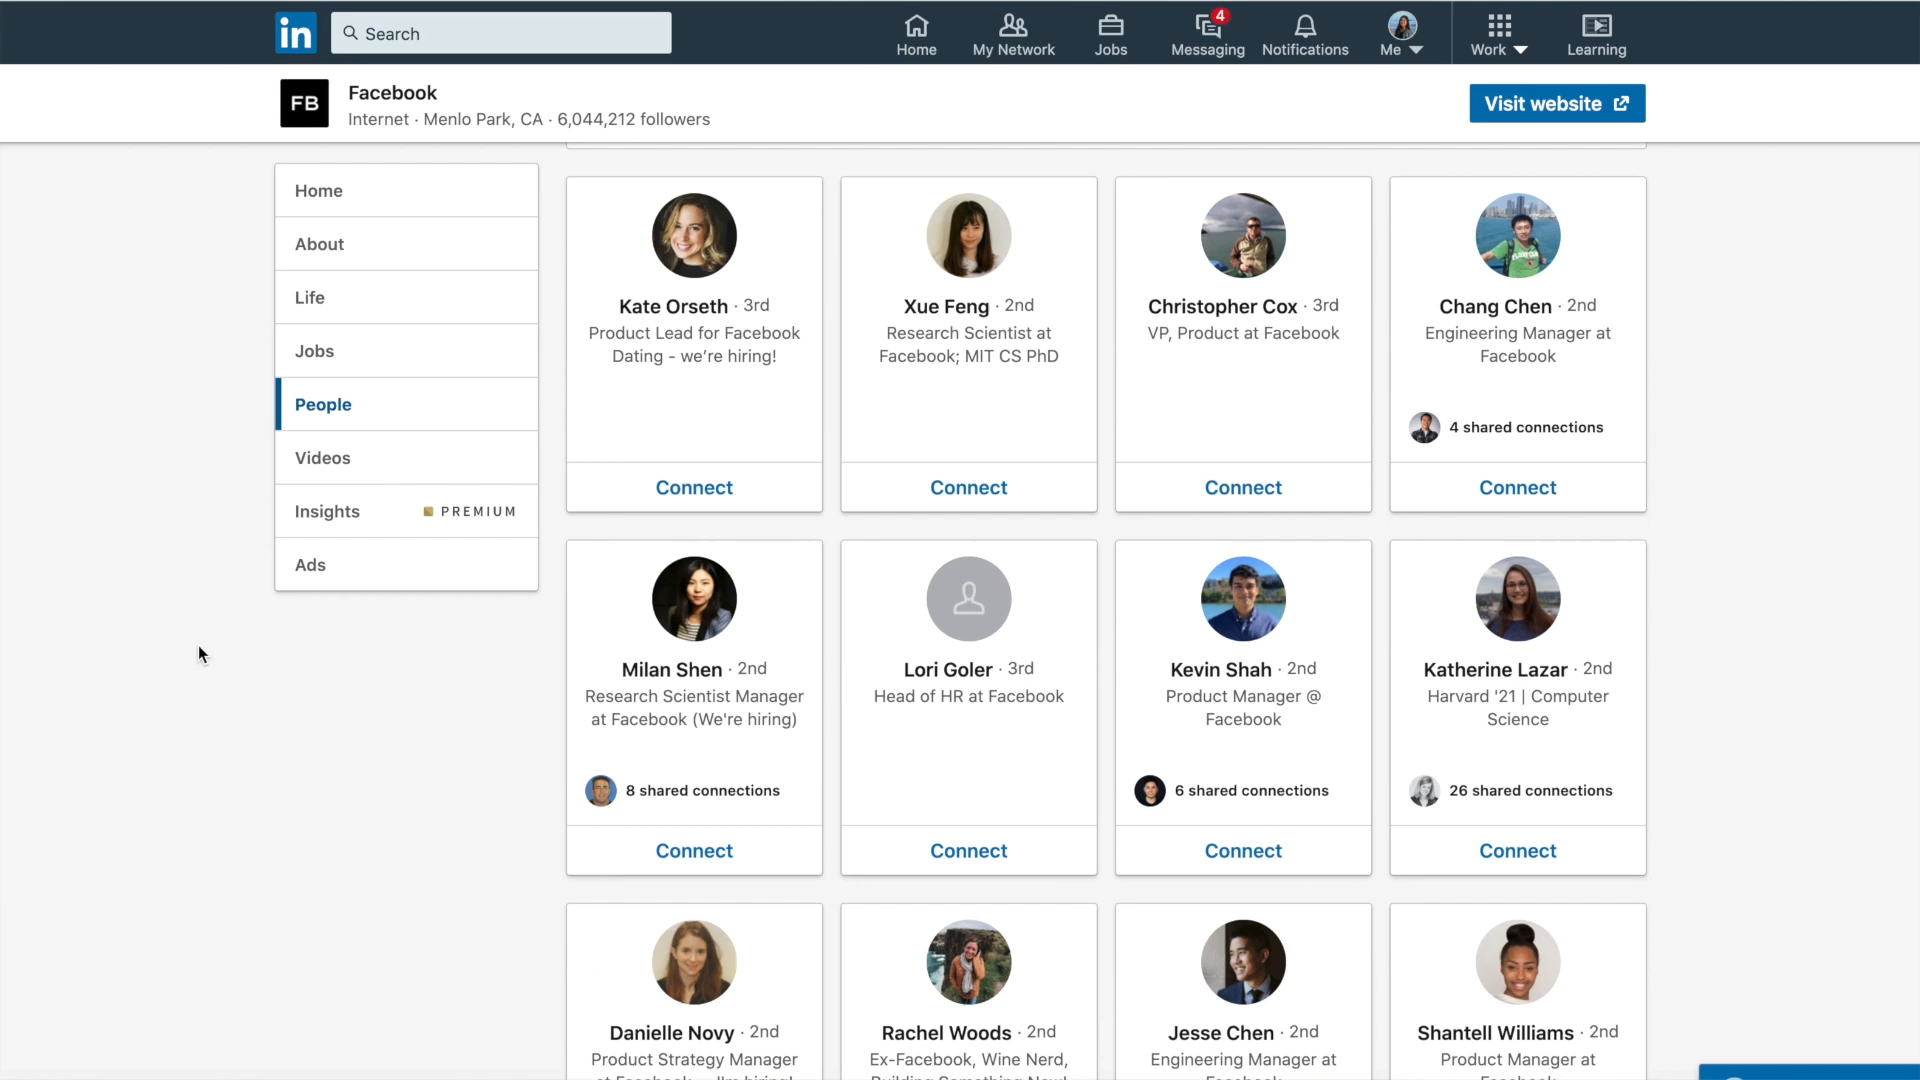 in
Search
Home
My Network
Jobs
4
Messaging
Notifications
Me
Work
Learning
FB
Facebook
Internet · Menlo Park, CA · 6,044,212 followers
Visit website
Home
About
Life
Jobs
People
Videos
Insights PREMIUM
Ads
Kate Orseth · 3rd
Product Lead for Facebook
Dating - we're hiring!
Connect
Xue Feng · 2nd
Research Scientist at
Facebook; MIT CS PhD
Connect
Christopher Cox · 3rd
VP, Product at Facebook
Connect
Chang Chen · 2nd
Engineering Manager at
Facebook
4 shared connections
Connect
Milan Shen · 2nd
Research Scientist Manager
at Facebook (We're hiring)
8 shared connections
Connect
Lori Goler · 3rd
Head of HR at Facebook
Connect
Kevin Shah · 2nd
Product Manager @
Facebook
6 shared connections
Connect
Katherine Lazar · 2nd
Harvard '21 | Computer
Science
26 shared connections
Connect
Danielle Novy · 2nd
Product Strategy Manager
Rachel Woods · 2nd
Ex-Facebook, Wine Nerd,
Jesse Chen · 2nd
Engineering Manager at
Shantell Williams · 2nd
Product Manager at